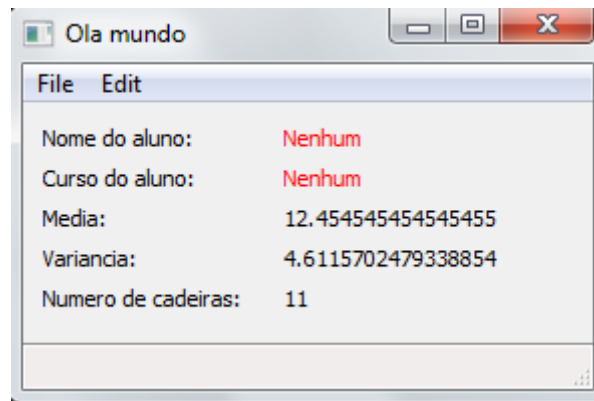 Ola mundo
File Edit
Nome do aluno: Nenhum
Curso do aluno: Nenhum
Media: 12.454545454545455
Variancia: 4.6115702479338854
Numero de cadeiras: 11